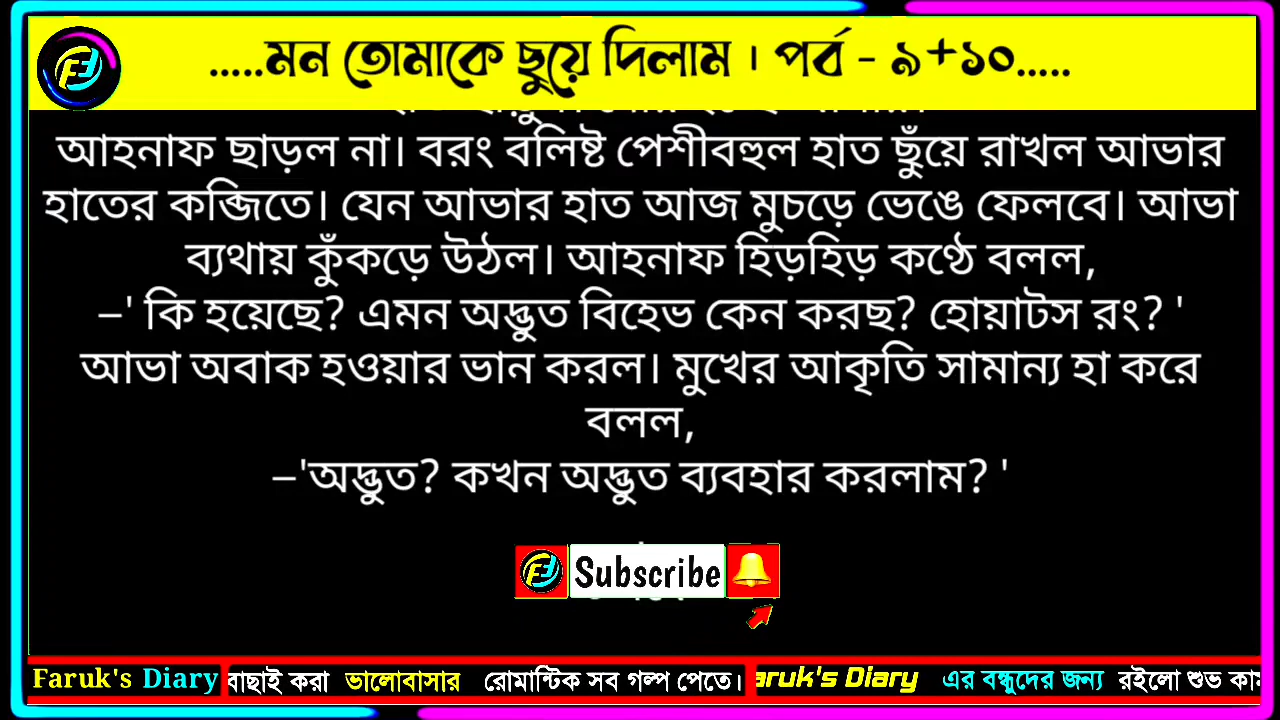 .....মন তোমাকে ছুয়ে দিলাম । পর্ব - ৯+১০.....
আহনাফ ছাড়ল না। বরং বলিষ্ট পেশীবহুল হাত ছুঁয়ে রাখল আভার
হাতের কব্জিতে। যেন আভার হাত আজ মুচড়ে ভেঙে ফেলবে। আভা
ব্যথায় কুঁকড়ে উঠল। আহনাফ হিড়হিড় কণ্ঠে বলল,
–' কি হয়েছে? এমন অদ্ভুত বিহেভ কেন করছ? হোয়াটস রং? '
আভা অবাক হওয়ার ভান করল। মুখের আকৃতি সামান্য হা করে
বলল,
–'অদ্ভুত? কখন অদ্ভুত ব্যবহার করলাম? '
Subscribe
Faruk's Diary বাছাই করা ভালোবাসার রোমান্টিক সব গল্প পেতে। aruk's Diary এর বন্ধুদের জন্য রইলো শুভ